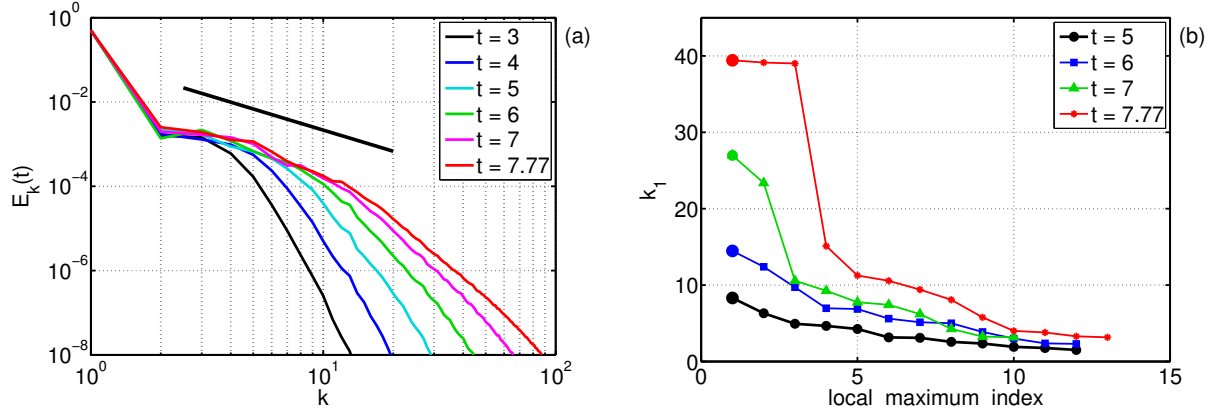 (a)
10^0
10^-2
10^-4
10^-6
10^-8
E_k(t)
t = 3
t = 4
t = 5
t = 6
t = 7
t = 7.77
10^0
10^1
10^2
k
(b)
40
30
20
10
0
k_1
t = 5
t = 6
t = 7
t = 7.77
0
5
10
15
local maximum index